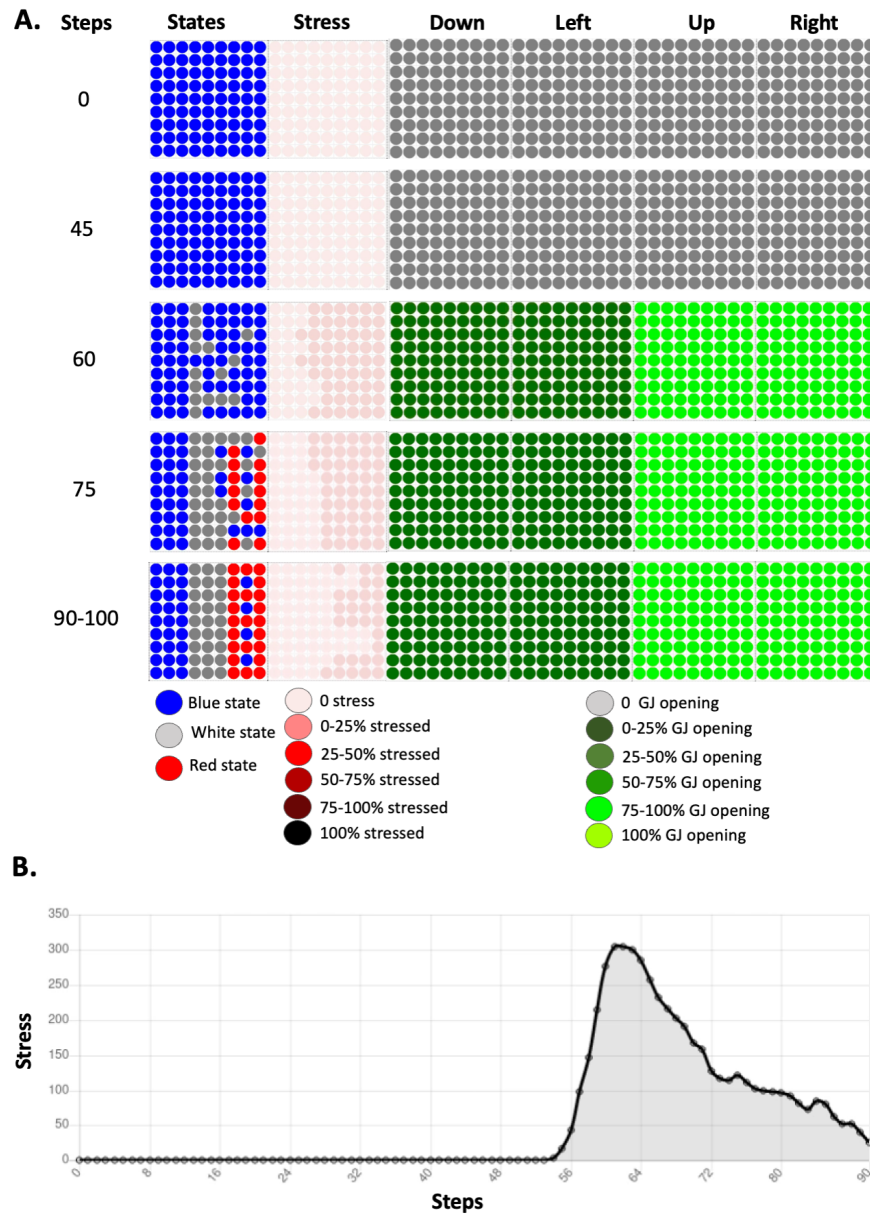 A.
Steps States Stress Down Left Up Right
0
45
60
75
90-100
Blue state
White state
Red state
0 stress
0-25% stressed
25-50% stressed
50-75% stressed
75-100% stressed
100% stressed
0 GJ opening
0-25% GJ opening
25-50% GJ opening
50-75% GJ opening
75-100% GJ opening
100% GJ opening
B.
350
300
250
200
150
100
50
0
Stress
0 8 16 24 32 40 48 56 64 72 80 90
Steps